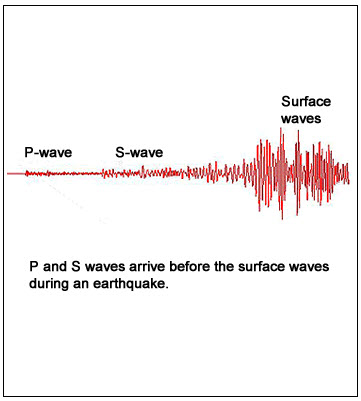 Surface
waves
P-wave
S-wave
P and S waves arrive before the surface waves
during an earthquake.